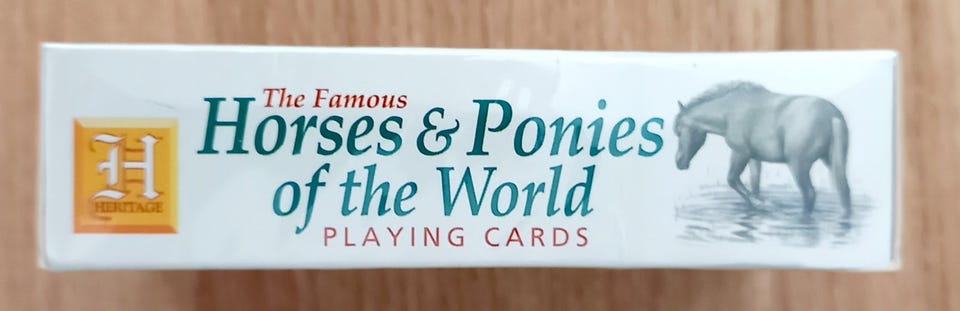 H
HERITAGE
The Famous
Horses & Ponies
of the World
PLAYING CARDS